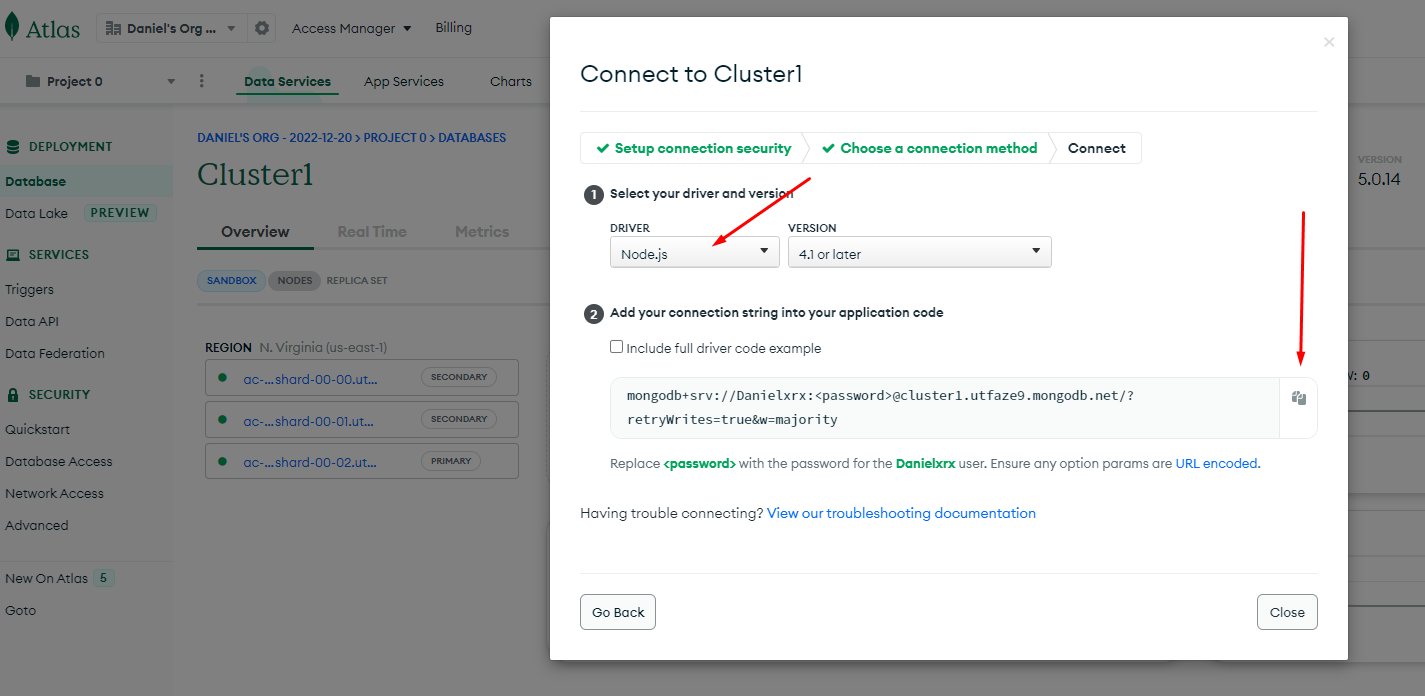 Atlas
Daniel's Org ...
Access Manager
Billing
Project 0
Data Services
App Services
Charts
DEPLOYMENT
Database
Data Lake PREVIEW
SERVICES
Triggers
Data API
Data Federation
SECURITY
Quickstart
Database Access
Network Access
Advanced
New On Atlas 5
Goto
DANIEL'S ORG - 2022-12-20 > PROJECT 0 > DATABASES
Cluster1
Overview
Real Time
Metrics
SANDBOX
NODES
REPLICA SET
REGION N. Virginia (us-east-1)
ac-...shard-00-00.ut... SECONDARY
ac-...shard-00-01.ut... SECONDARY
ac-...shard-00-02.ut... PRIMARY
Connect to Cluster1
×
Setup connection security
Choose a connection method
Connect
1 Select your driver and version
DRIVER
VERSION
Node.js
4.1 or later
2 Add your connection string into your application code
Include full driver code example
mongodb+srv://Danielxrx:<password>@cluster1.utfaze9.mongodb.net/?
retryWrites=true&w=majority
Replace <password> with the password for the Danielxrx user. Ensure any option params are URL encoded.
Having trouble connecting? View our troubleshooting documentation
Go Back
Close
VERSION
5.0.14
: 0